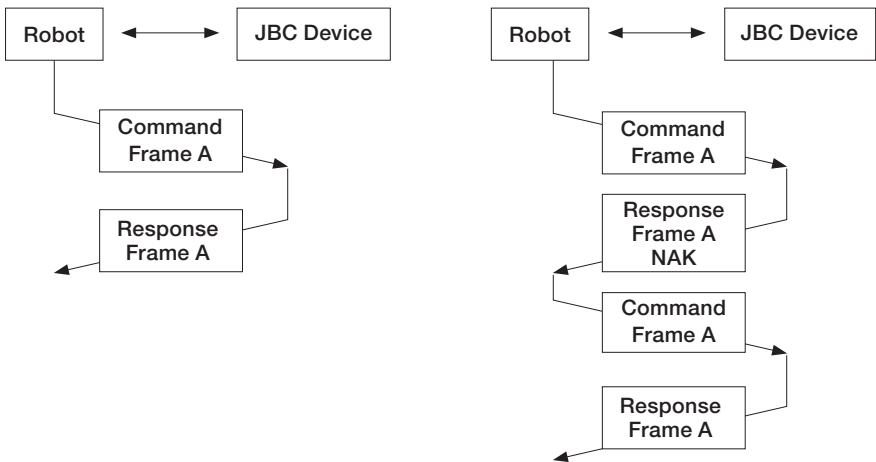 Robot
JBC Device
Command
Frame A
Response
Frame A
Robot
JBC Device
Command
Frame A
Response
Frame A
NAK
Command
Frame A
Response
Frame A